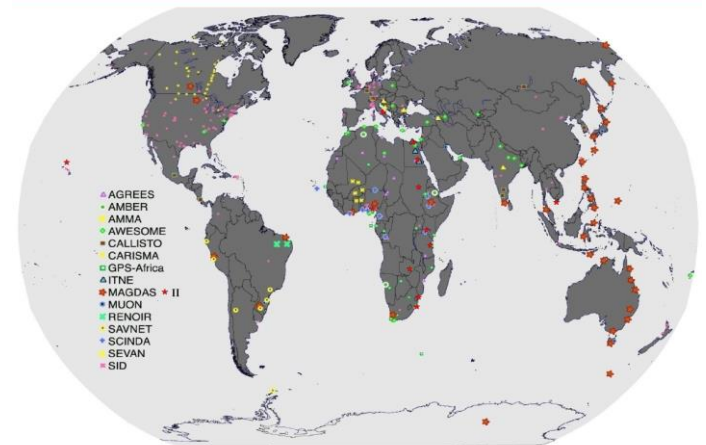 AGREES
AMBER
AMMA
AWESOME
CALLISTO
CARISMA
GPS-Africa
ITNE
MAGDAS II
MUON
RENOIR
SAVNET
SCINDA
SEVAN
SID